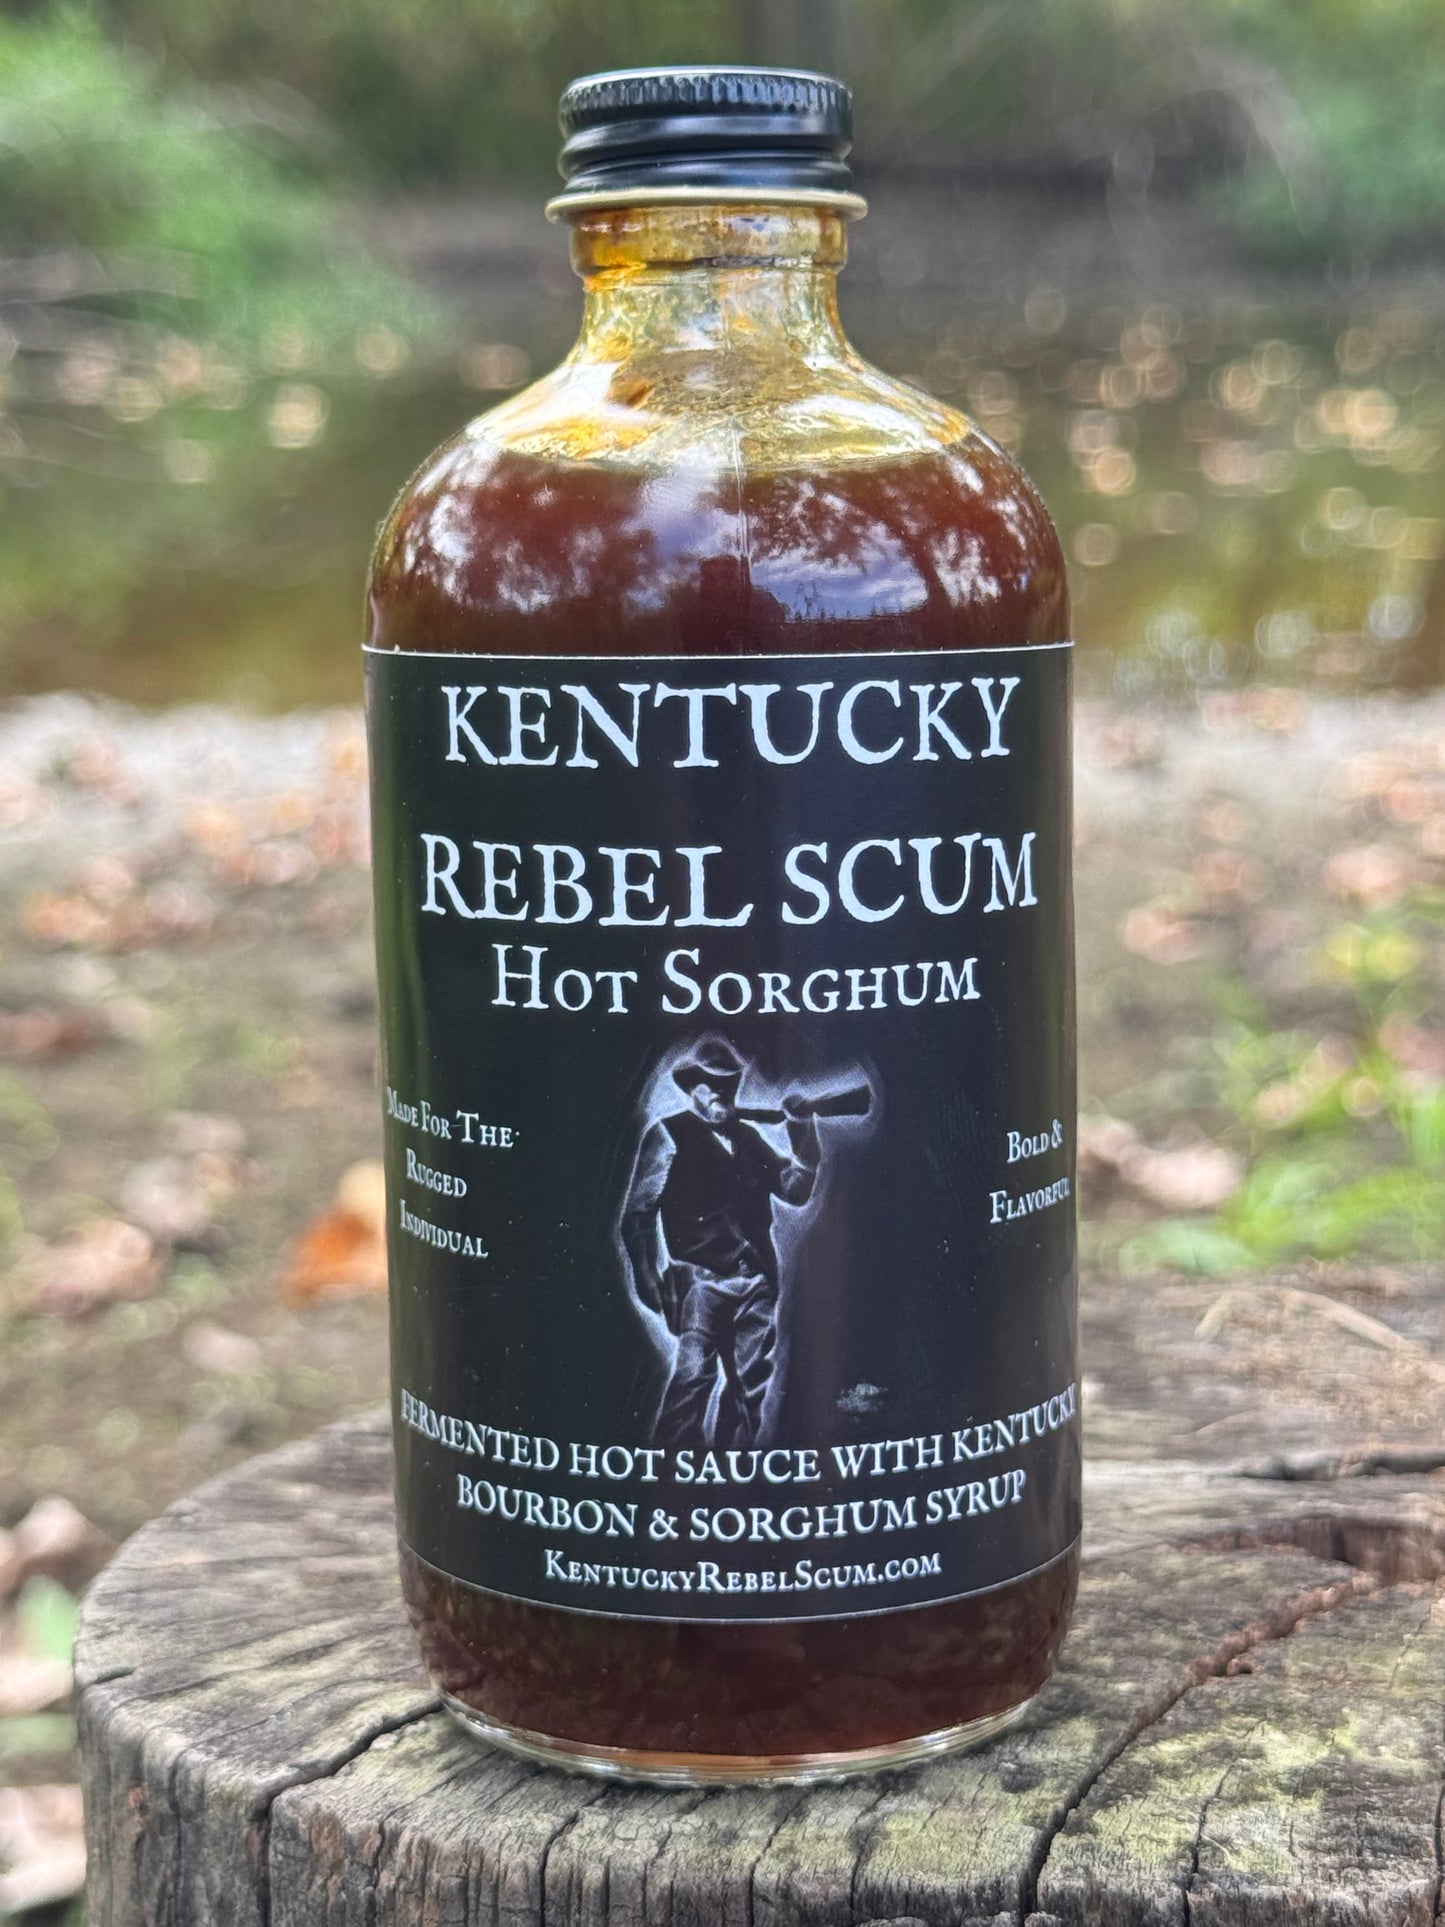 KENTUCKY
REBEL SCUM
HOT SORGHUM
MADE FOR THE
RUGGED
INDIVIDUAL
BOLD &
FLAVORFUL
FERMENTED HOT SAUCE WITH KENTUCKY
BOURBON & SORGHUM SYRUP
KENTUCKYREBELSCUM.COM